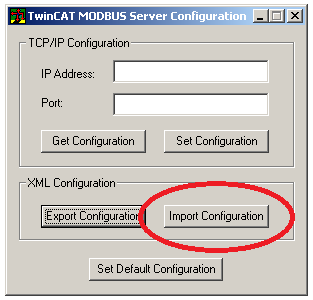 TwinCAT MODBUS Server Configuration
TCP/IP Configuration
IP Address:
Port:
Get Configuration Set Configuration
XML Configuration
Export Configuration Import Configuration
Set Default Configuration